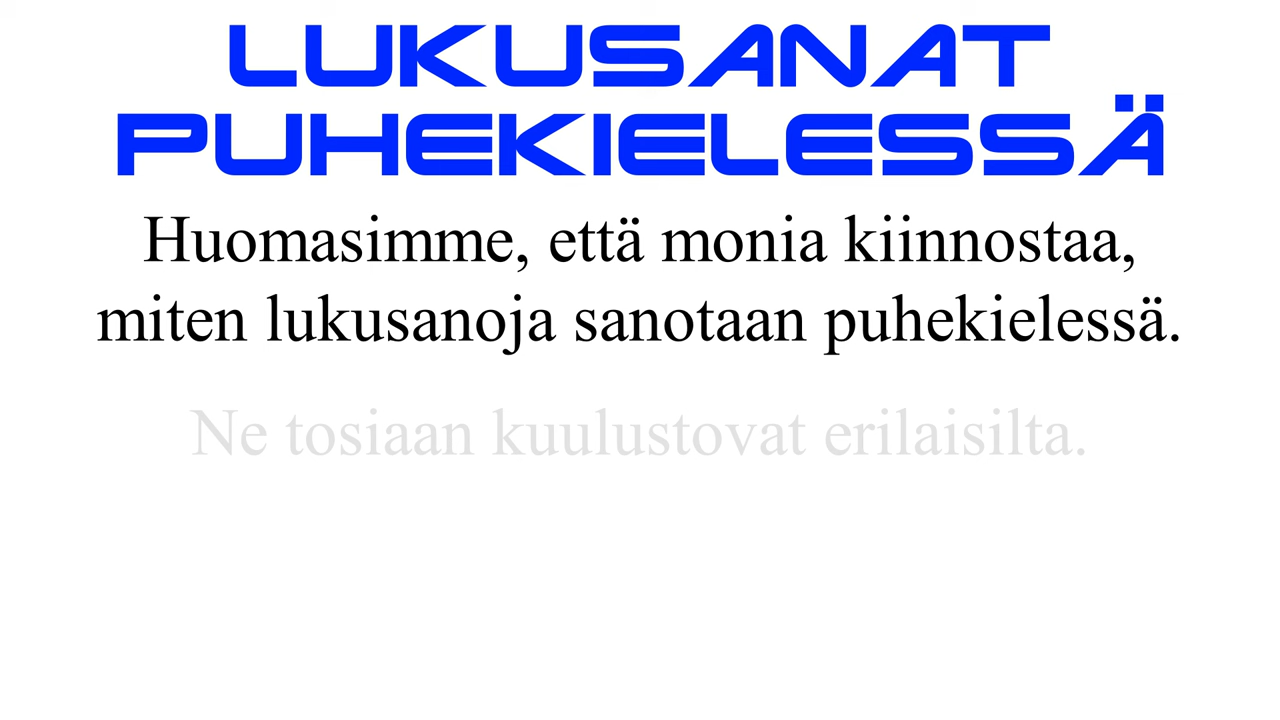 LUKUSANAT
PUHEKIELESSÄ
Huomasimme, että monia kiinnostaa,
miten lukusanoja sanotaan puhekielessä.
Ne tosiaan kuulustovat erilaisilta.